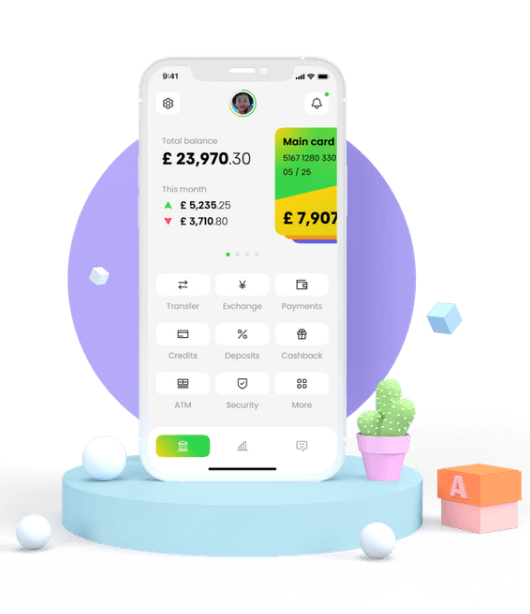 9:41
Total balance
£ 23,970.30
This month
£ 5,235.25
£ 3,710.80
Main card
5167 1280 330
05 / 25
£ 7,907
Transfer
Exchange
Payments
Credits
Deposits
Cashback
ATM
Security
More
A